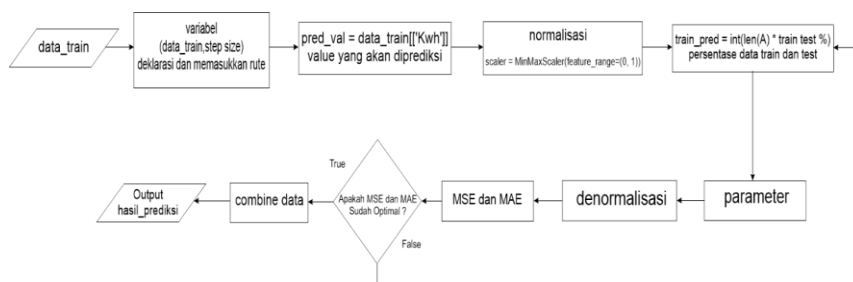 data_train
variabel
(data_train,step size)
deklarasi dan memasukkan rute
pred_val = data_train[['Kwh']]
value yang akan diprediksi
normalisasi
scaler = MinMaxScaler(feature_range=(0, 1))
train_pred = int(len(A) * train test %)
persentase data train dan test
parameter
denormalisasi
MSE dan MAE
Apakah MSE dan MAE
Sudah Optimal ?
True
False
combine data
Output
hasil_prediksi